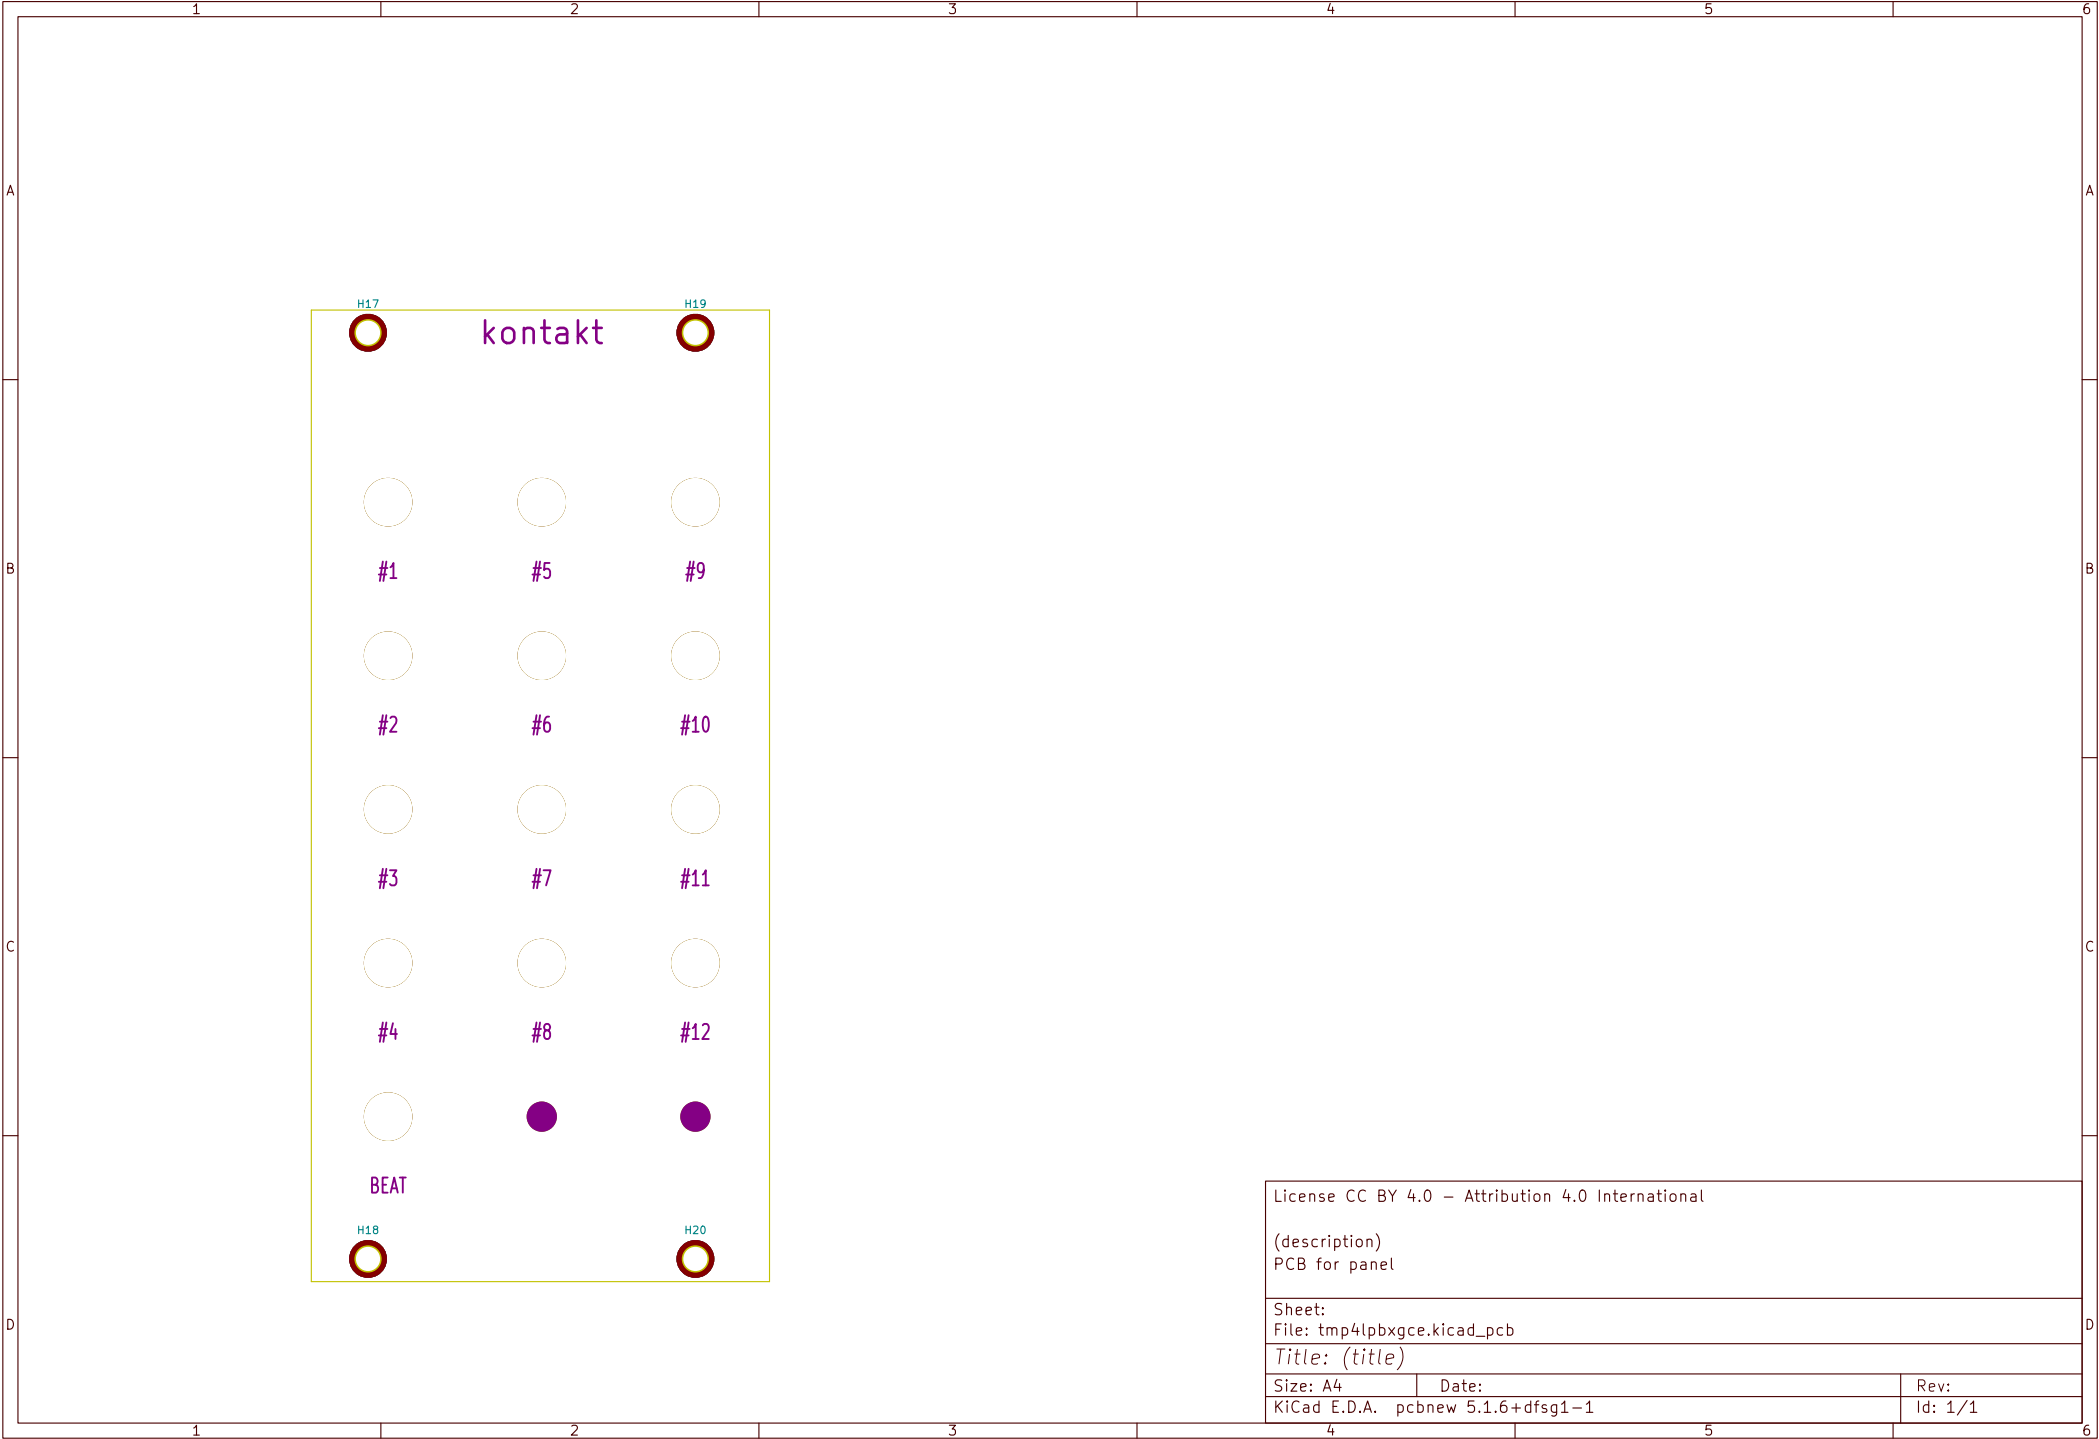 1 2 3 4 5 6
A A
H17 H19
kontakt
B B
#1 #5 #9
#2 #6 #10
#3 #7 #11
C C
#4 #8 #12
BEAT
H18 H20
License CC BY 4.0 - Attribution 4.0 International
(description)
PCB for panel
Sheet:
File: tmp4lpbxgce.kicad_pcb
D D
Title: (title)
Size: A4 Date: Rev:
KiCad E.D.A. pcbnew 5.1.6+dfsg1-1 Id: 1/1
1 2 3 4 5 6